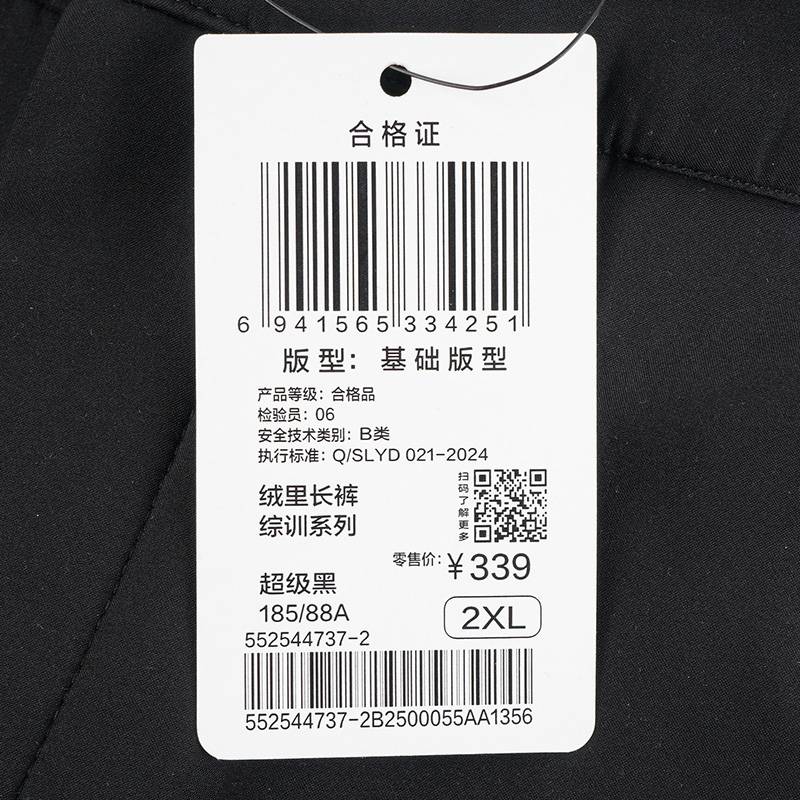 合格证
6 941565 334251
版型：基础版型
产品等级：合格品
检验员：06
安全技术类别：B类
执行标准：Q/SLYD 021-2024
扫码了解更多
绒里长裤
综训系列
零售价：￥339
超级黑
185/88A
2XL
552544737-2
552544737-2B2500055AA1356